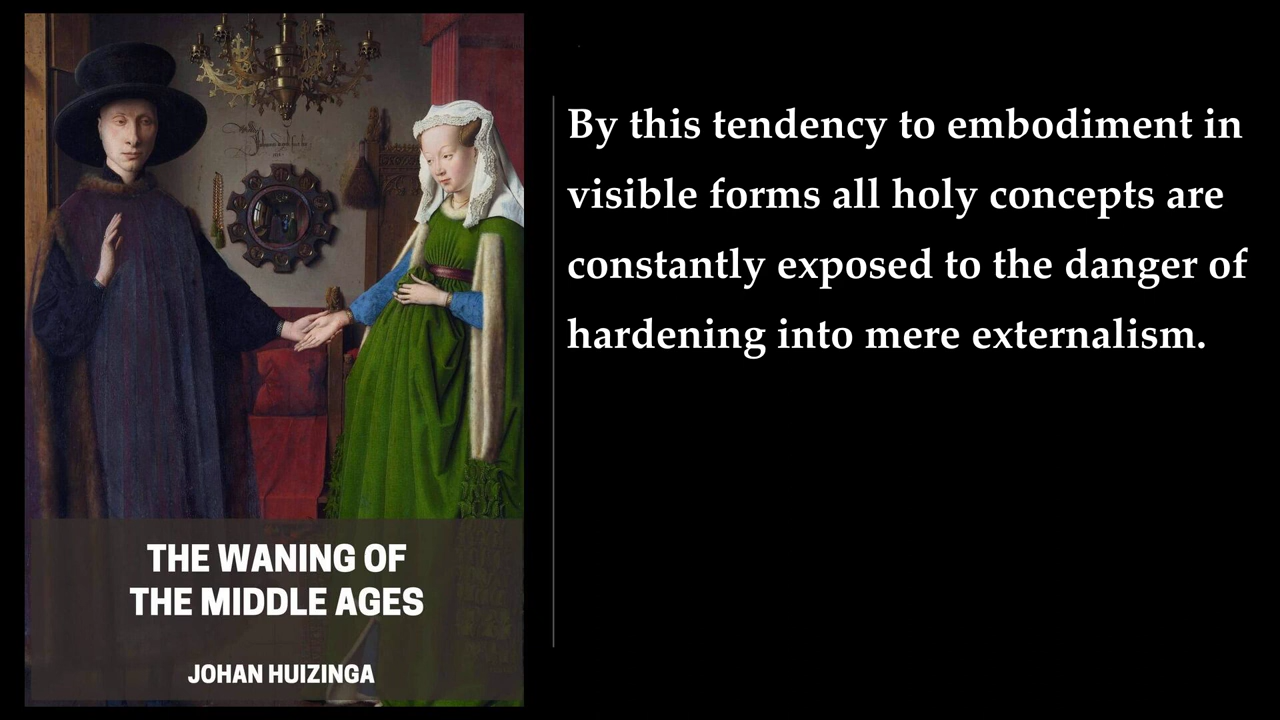 THE WANING OF
THE MIDDLE AGES
JOHAN HUIZINGA
By this tendency to embodiment in
visible forms all holy concepts are
constantly exposed to the danger of
hardening into mere externalism.